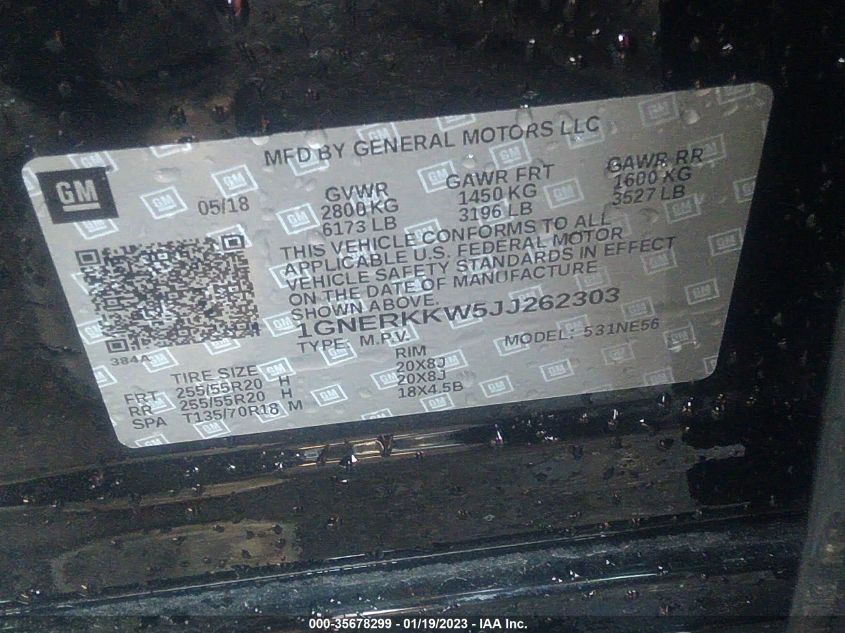 MFD BY GENERAL MOTORS LLC
GM
05/18
GVWR
2800 KG
6173 LB
GAWR FRT
1450 KG
3196 LB
GAWR RR
1600 KG
3527 LB
THIS VEHICLE CONFORMS TO ALL
APPLICABLE U.S. FEDERAL MOTOR
VEHICLE SAFETY STANDARDS IN EFFECT
ON THE DATE OF MANUFACTURE
SHOWN ABOVE.
1GNERKKW5JJ262303
TYPE: M.P.V. MODEL: 531NE56
384A
TIRE SIZE RIM
FRT 255/55R20 H 20X8J
RR 255/55R20 H 20X8J
SPA T135/70R18 M 18X4.5B
000-35678299 - 01/19/2023 - IAA Inc.